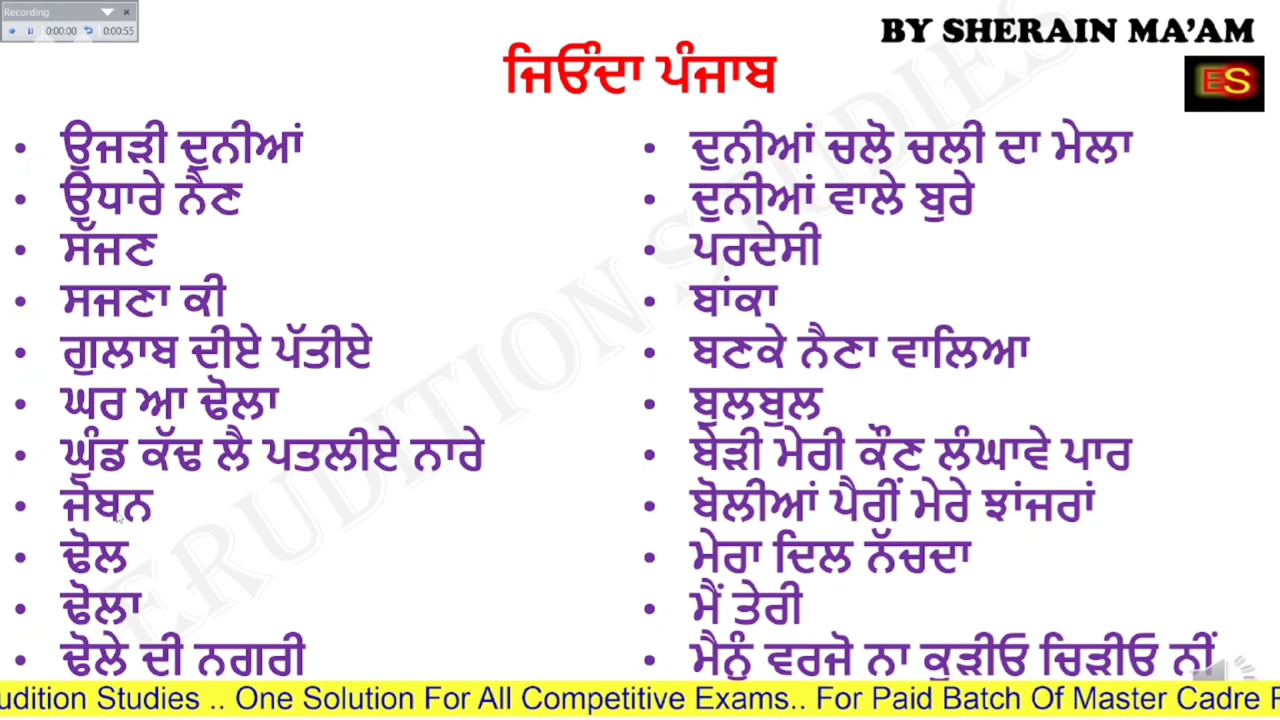 Recording
0:00:00 0:00:55
BY SHERAIN MA'AM
ES
ਜਿਓਂਦਾ ਪੰਜਾਬ
• ਉਜੜੀ ਦੁਨੀਆਂ
• ਉਧਾਰੇ ਨੈਣ
• ਸੱਜਣ
• ਸਜਣਾ ਕੀ
• ਗੁਲਾਬ ਦੀਏ ਪੱਤੀਏ
• ਘਰ ਆ ਢੋਲਾ
• ਘੁੰਡ ਕੱਢ ਲੈ ਪਤਲੀਏ ਨਾਰੇ
• ਜੋਬਨ
• ਢੋਲ
• ਢੋਲਾ
• ਢੋਲੇ ਦੀ ਨਗਰੀ
• ਦੁਨੀਆਂ ਚਲੋ ਚਲੀ ਦਾ ਮੇਲਾ
• ਦੁਨੀਆਂ ਵਾਲੇ ਬੁਰੇ
• ਪਰਦੇਸੀ
• ਬਾਂਕਾ
• ਬਣਕੇ ਨੈਣਾ ਵਾਲਿਆ
• ਬੁਲਬੁਲ
• ਬੇੜੀ ਮੇਰੀ ਕੌਣ ਲੰਘਾਵੇ ਪਾਰ
• ਬੋਲੀਆਂ ਪੈਰੀਂ ਮੇਰੇ ਝਾਂਜਰਾਂ
• ਮੇਰਾ ਦਿਲ ਨੱਚਦਾ
• ਮੈਂ ਤੇਰੀ
• ਮੈਨੂੰ ਵਰਜੋ ਨਾ ਕੁੜੀਓ ਚਿੜੀਓ ਨੀਂ
ERUDITION STUDIES
udition Studies .. One Solution For All Competitive Exams.. For Paid Batch Of Master Cadre